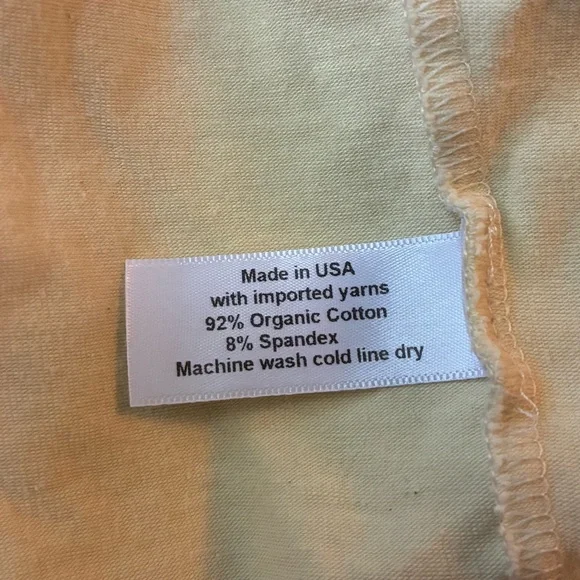 Made in USA
with imported yarns
92% Organic Cotton
8% Spandex
Machine wash cold line dry